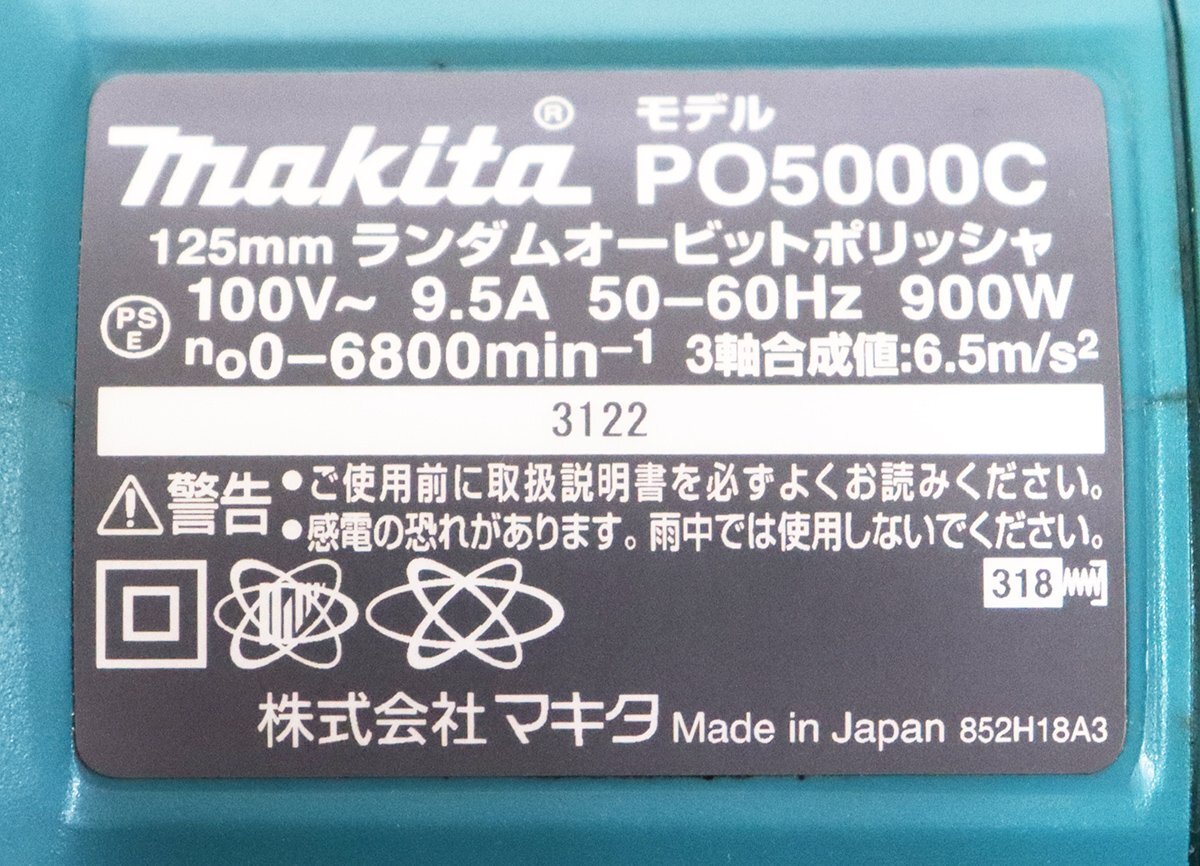 makita® モデル PO5000C
125mm ランダムオービットポリッシャ
PSE 100V~ 9.5A 50-60Hz 900W
no0-6800min-1 3軸合成値:6.5m/s²
3122
警告 ●ご使用前に取扱説明書を必ずよくお読みください。
●感電の恐れがあります。雨中では使用しないでください。
318
株式会社マキタ Made in Japan 852H18A3